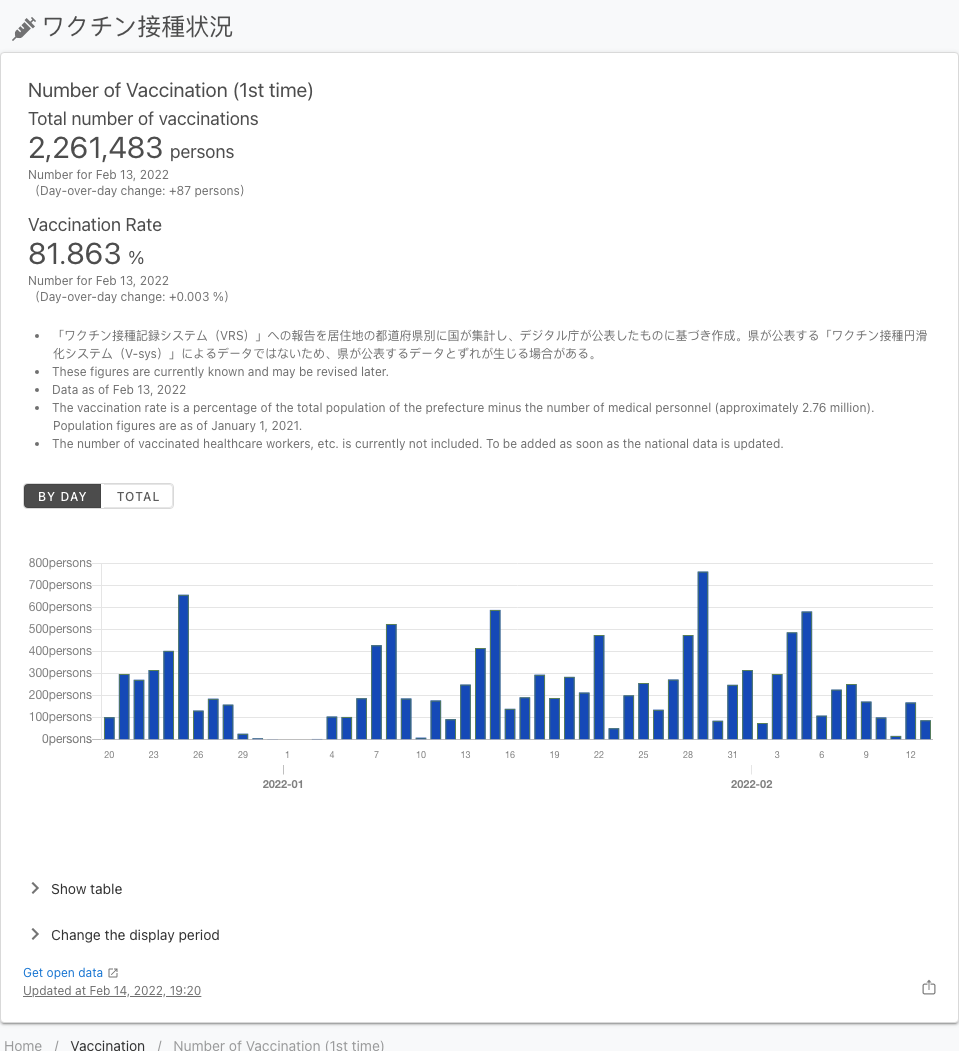 ワクチン接種状況
Number of Vaccination (1st time)
Total number of vaccinations
2,261,483 persons
Number for Feb 13, 2022
(Day-over-day change: +87 persons)
Vaccination Rate
81.863 %
Number for Feb 13, 2022
(Day-over-day change: +0.003 %)
• 「ワクチン接種記録システム（VRS）」への報告を居住地の都道府県別に国が集計し、デジタル庁が公表したものに基づき作成。県が公表する「ワクチン接種円滑
化システム（V-sys）」によるデータではないため、県が公表するデータとずれが生じる場合がある。
• These figures are currently known and may be revised later.
• Data as of Feb 13, 2022
• The vaccination rate is a percentage of the total population of the prefecture minus the number of medical personnel (approximately 2.76 million).
Population figures are as of January 1, 2021.
• The number of vaccinated healthcare workers, etc. is currently not included. To be added as soon as the national data is updated.
BY DAY TOTAL
800persons
700persons
600persons
500persons
400persons
300persons
200persons
100persons
0persons
20 23 26 29 1 4 7 10 13 16 19 22 25 28 31 3 6 9 12
2022-01 2022-02
Show table
Change the display period
Get open data
Updated at Feb 14, 2022, 19:20
Home / Vaccination / Number of Vaccination (1st time)